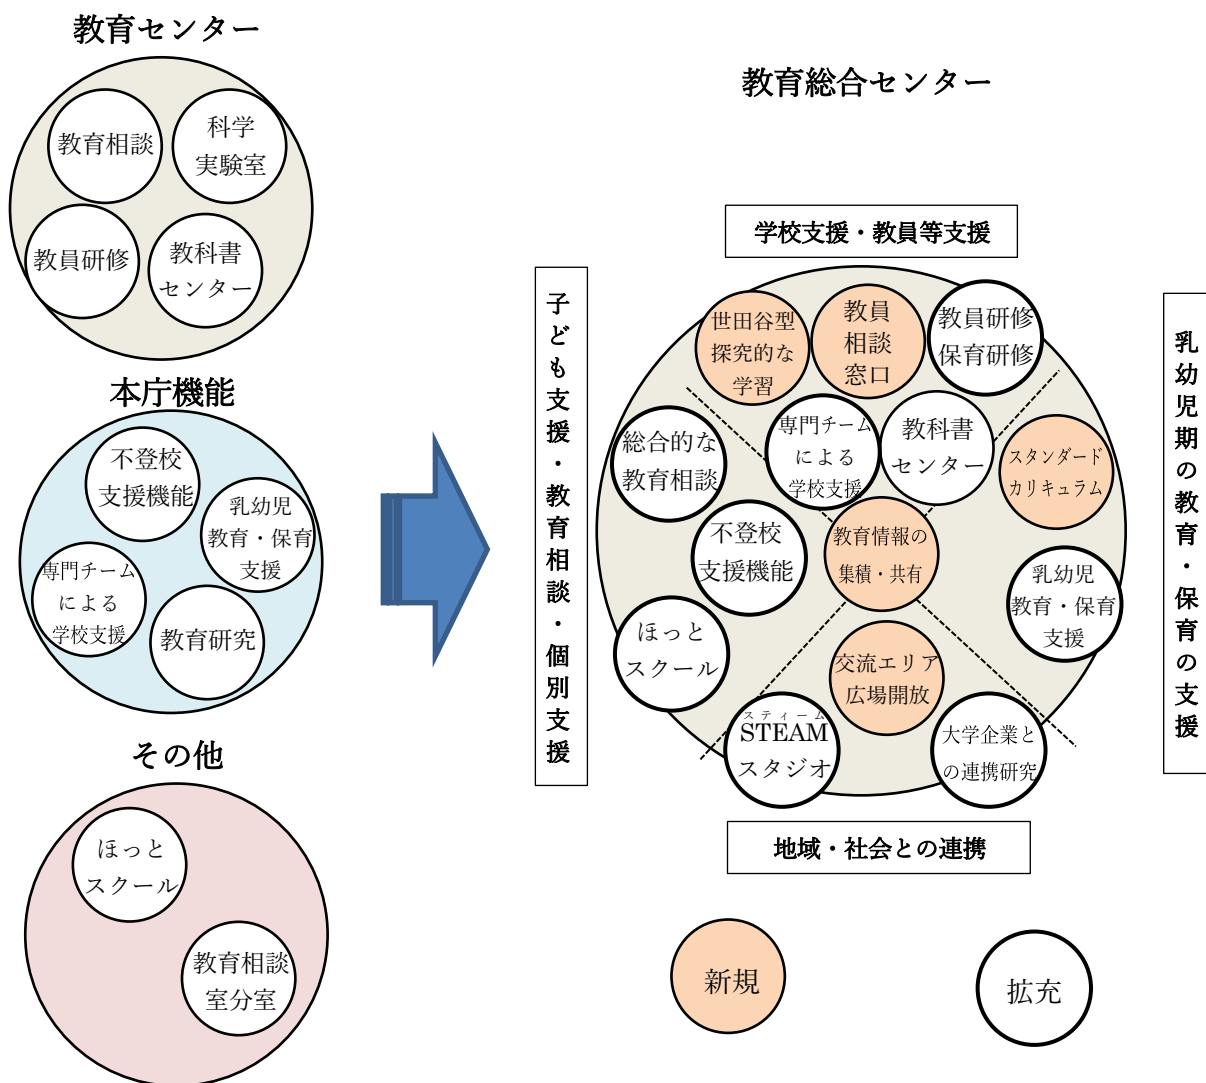 教育センター
教育相談
科学
実験室
教員研修
教科書
センター
本庁機能
不登校
支援機能
乳幼児
教育・保育
支援
専門チーム
による
学校支援
教育研究
その他
ほっと
スクール
教育相談
室分室
教育総合センター
学校支援・教員等支援
子ども支援・教育相談・個別支援
乳幼児期の教育・保育の支援
世田谷型
探究的な
学習
教員
相談
窓口
教員研修
保育研修
総合的な
教育相談
専門チーム
による
学校支援
教科書
センター
スタンダード
カリキュラム
不登校
支援機能
教育情報の
集積・共有
乳幼児
教育・保育
支援
ほっと
スクール
交流エリア
広場開放
スティーム
STEAM
スタジオ
大学企業と
の連携研究
地域・社会との連携
新規
拡充